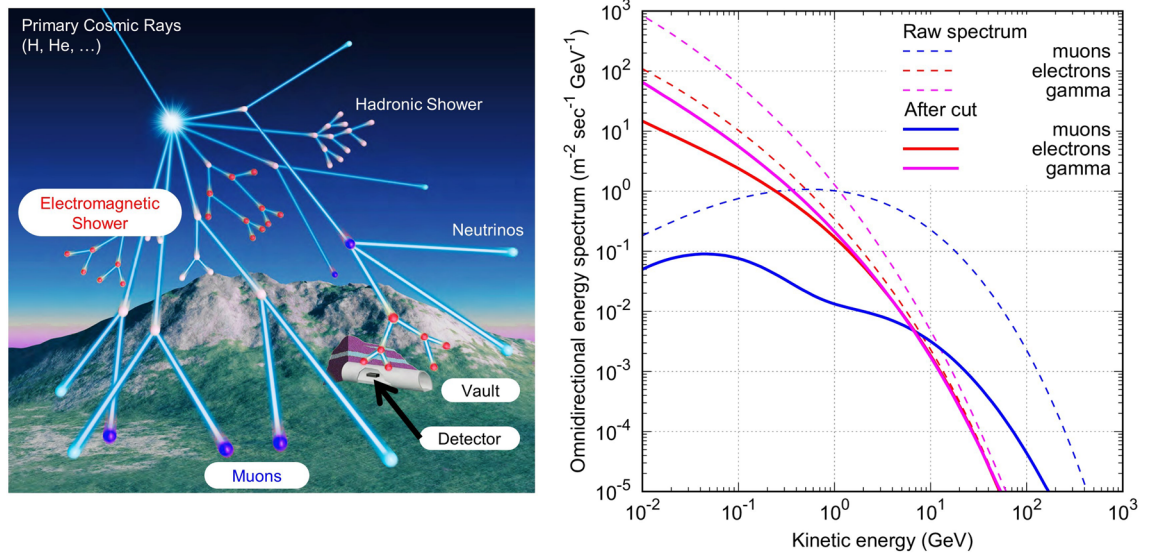 Primary Cosmic Rays
(H, He, …)
Hadronic Shower
Electromagnetic
Shower
Neutrinos
Vault
Detector
Muons
Omnidirectional energy spectrum (m⁻² sec⁻¹ GeV⁻¹)
10³
10²
10¹
10⁰
10⁻¹
10⁻²
10⁻³
10⁻⁴
10⁻⁵
Raw spectrum
muons
electrons
gamma
After cut
muons
electrons
gamma
10⁻² 10⁻¹ 10⁰ 10¹ 10² 10³
Kinetic energy (GeV)